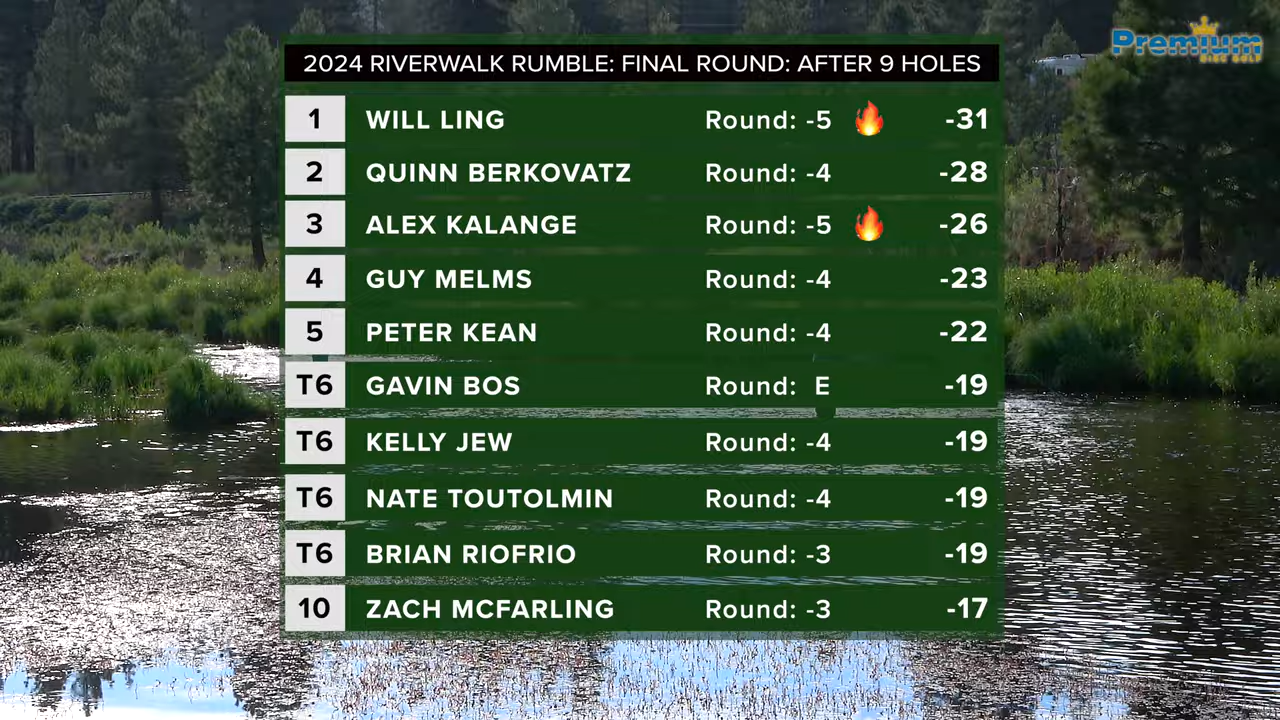 Premium
DISC GOLF
2024 RIVERWALK RUMBLE: FINAL ROUND: AFTER 9 HOLES
1 WILL LING Round: -5 -31
2 QUINN BERKOVATZ Round: -4 -28
3 ALEX KALANGE Round: -5 -26
4 GUY MELMS Round: -4 -23
5 PETER KEAN Round: -4 -22
T6 GAVIN BOS Round: E -19
T6 KELLY JEW Round: -4 -19
T6 NATE TOUTOLMIN Round: -4 -19
T6 BRIAN RIOFRIO Round: -3 -19
10 ZACH MCFARLING Round: -3 -17